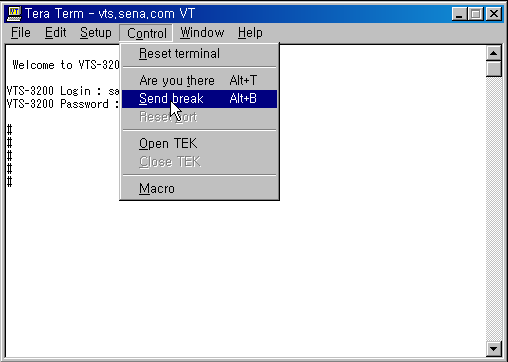 Tera Term - vts.sena.com VT
File Edit Setup Control Window Help
Reset terminal
Are you there Alt+T
Send break Alt+B
Reset port
Open TEK
Close TEK
Macro
Welcome to VTS-320
VTS-3200 Login : sa
VTS-3200 Password :
#
#
#
#
#